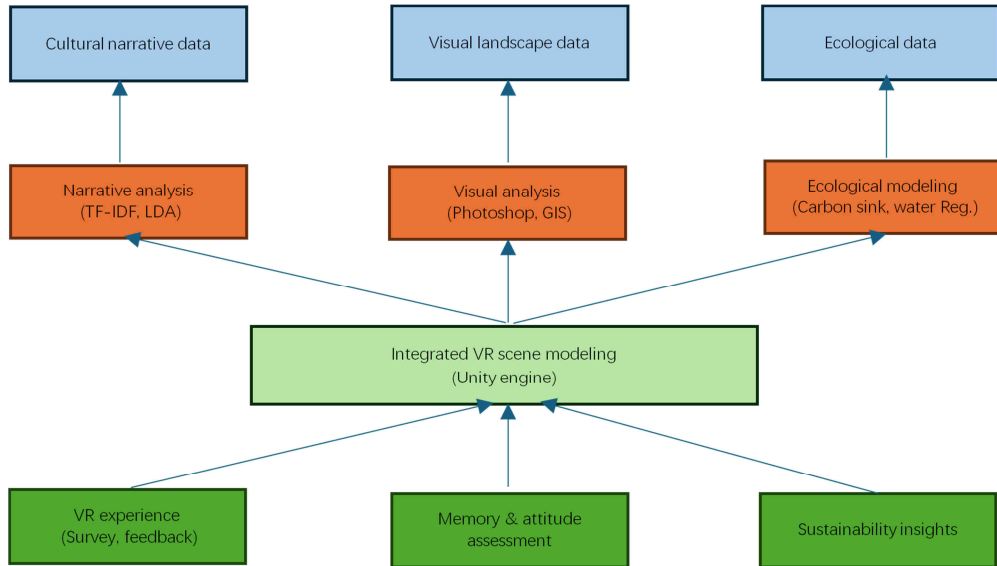 Cultural narrative data
Visual landscape data
Ecological data
Narrative analysis
(TF-IDF, LDA)
Visual analysis
(Photoshop, GIS)
Ecological modeling
(Carbon sink, water Reg.)
Integrated VR scene modeling
(Unity engine)
VR experience
(Survey, feedback)
Memory & attitude
assessment
Sustainability insights